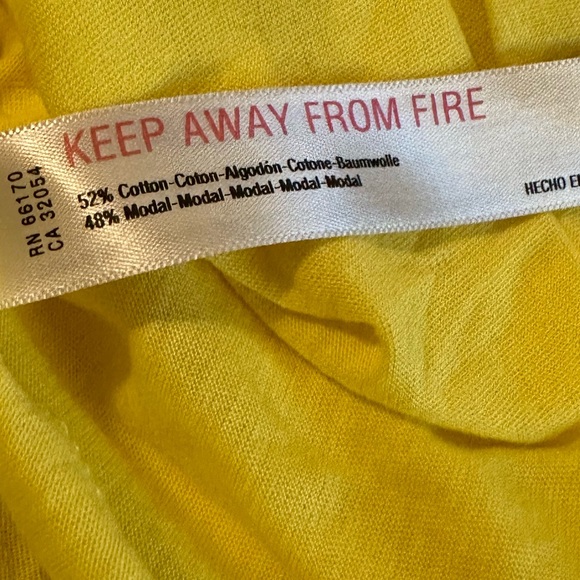 KEEP AWAY FROM FIRE
52% Cotton-Coton-Algodón-Cotone-Baumwolle
48% Modal-Modal-Modal-Modal-Modal
RN 66170
CA 32054
HECHO E